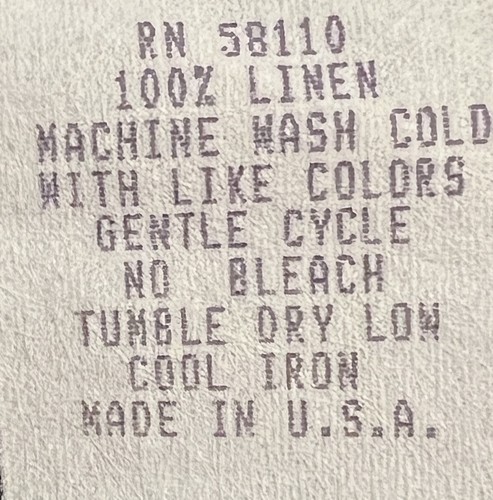 RN 58110
100% LINEN
MACHINE WASH COLD
WITH LIKE COLORS
GENTLE CYCLE
NO BLEACH
TUMBLE DRY LOW
COOL IRON
MADE IN U.S.A.